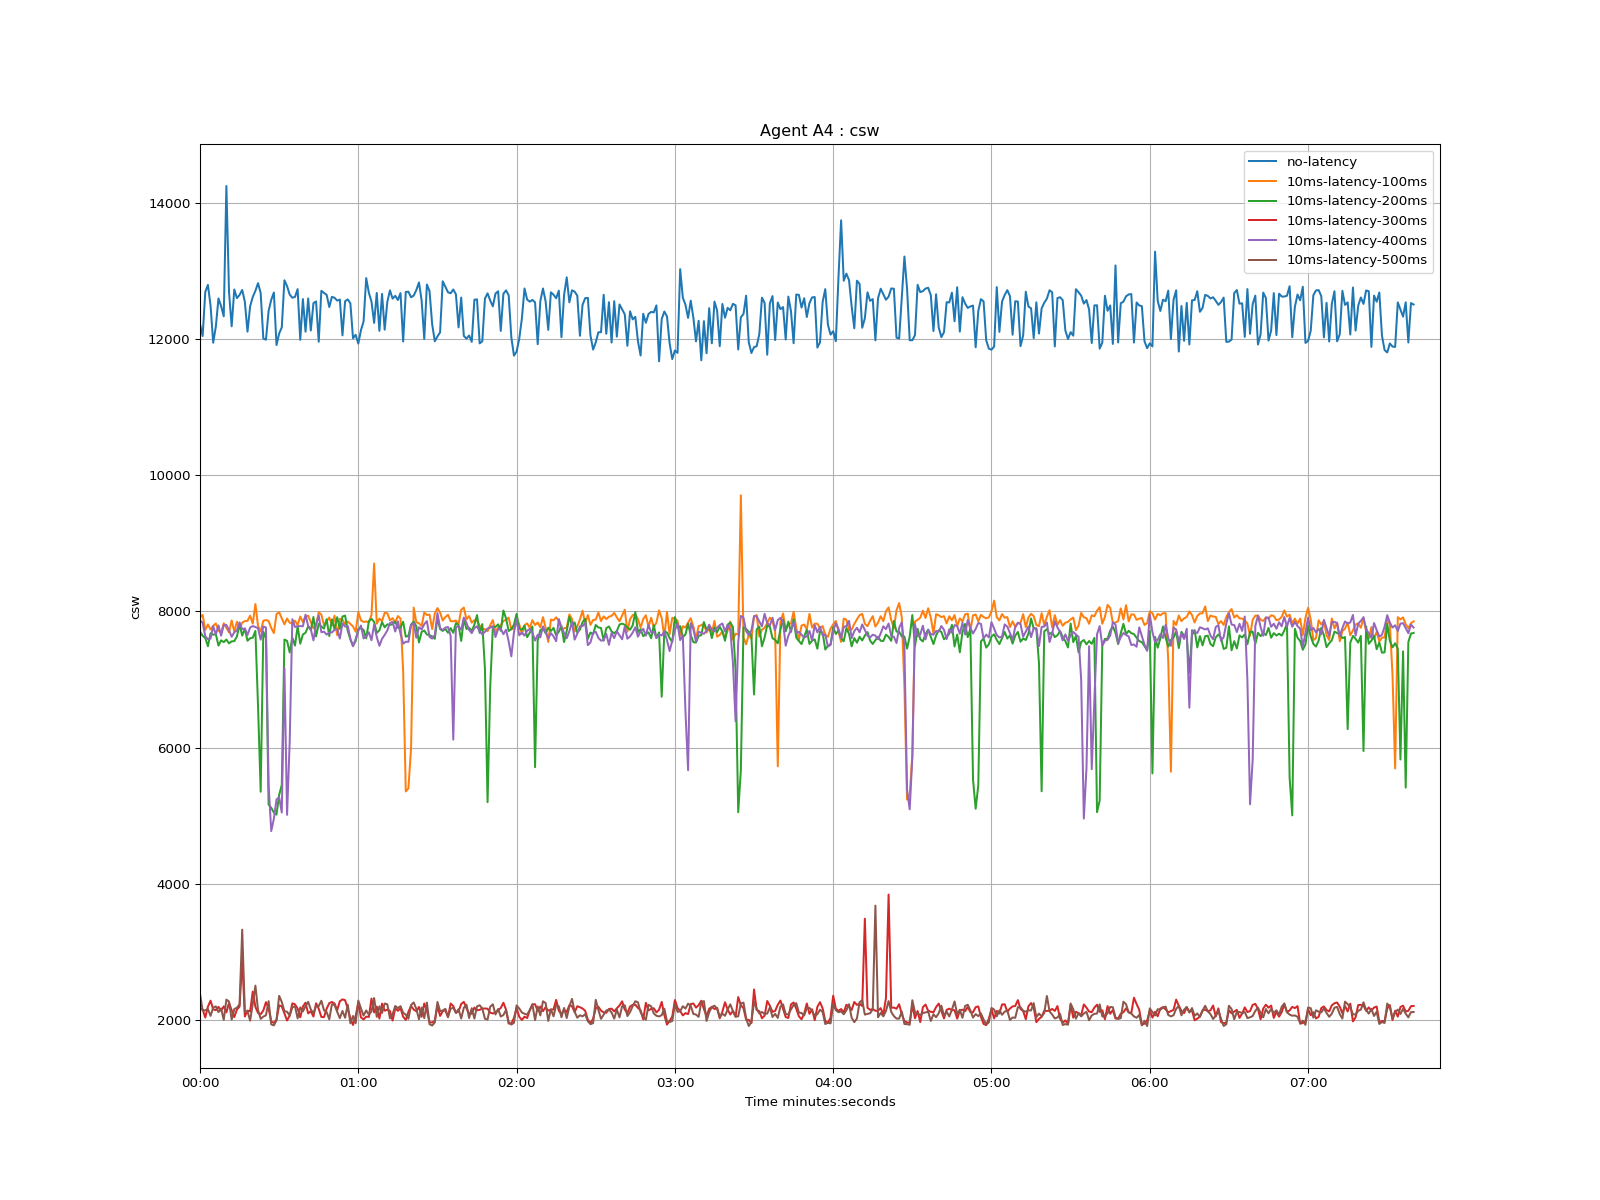 Agent A4 : csw
no-latency
10ms-latency-100ms
10ms-latency-200ms
10ms-latency-300ms
10ms-latency-400ms
10ms-latency-500ms
14000
12000
10000
8000
6000
4000
2000
csw
00:00 01:00 02:00 03:00 04:00 05:00 06:00 07:00
Time minutes:seconds